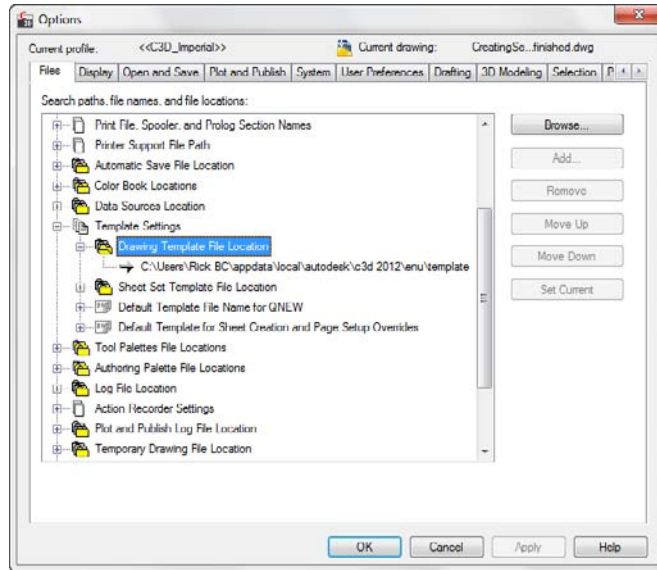 Options
Current profile: <<C3D_Imperial>> Current drawing: CreatingSe...finished.dwg
Files Display Open and Save Plot and Publish System User Preferences Drafting 3D Modeling Selection P
Search paths, file names, and file locations:
Print File, Spooler, and Prolog Section Names
Browse...
Printer Support File Path
Automatic Save File Location
Add...
Color Book Locations
Remove
Data Sources Location
Template Settings
Move Up
Drawing Template File Location
Move Down
C:\Users\Rick BC\appdata\local\autodesk\c3d 2012\enu\template
Sheet Set Template File Location
Set Current
Default Template File Name for QNEW
Default Template for Sheet Creation and Page Setup Overrides
Tool Palettes File Locations
Authoring Palette File Locations
Log File Location
Action Recorder Settings
Plot and Publish Log File Location
Temporary Drawing File Location
OK Cancel Apply Help